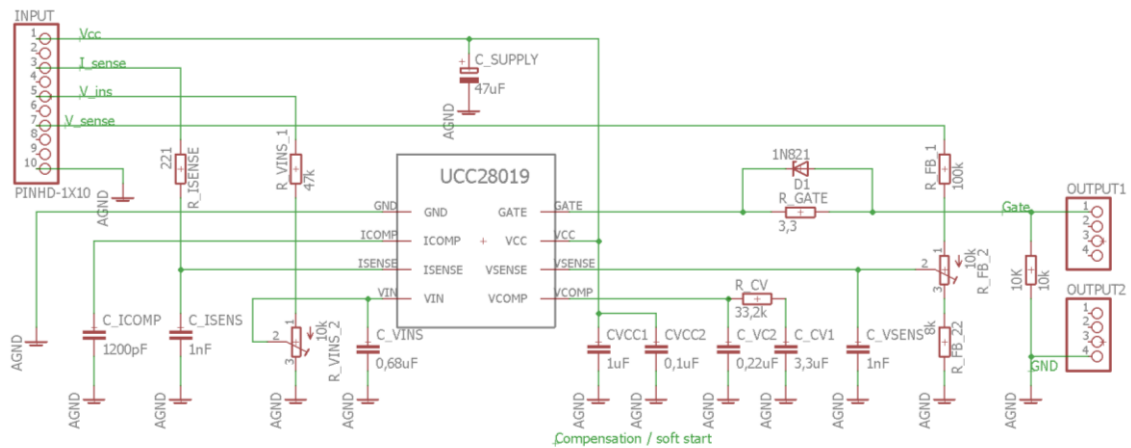 INPUT
1
2
3
4
5
6
7
8
9
10
PINHD-1X10
Vcc
I_sense
V_ins
V_sense
AGND
C_SUPPLY
+
47uF
AGND
221
R_ISENSE
R_VINS_1
47k
UCC28019
GND
GND
ICOMP
ICOMP
ISENSE
ISENSE
VIN
VIN
GATE
GATE
VCC
VCC
VSENSE
VSENSE
VCOMP
VCOMP
1N821
D1
R_GATE
3,3
R_FB_1
100k
Gate
OUTPUT1
1
2
3
4
1
2
3
10k
R_FB_2
10K
10k
8k
R_FB_22
OUTPUT2
1
2
3
4
GND
AGND
C_ICOMP
1200pF
AGND
C_ISENS
1nF
AGND
1
2
3
10k
R_VINS_2
AGND
C_VINS
0,68uF
AGND
CVCC1
1uF
AGND
CVCC2
0,1uF
AGND
R_CV
33,2k
C_VC2
0,22uF
AGND
C_CV1
3,3uF
AGND
C_VSENS
1nF
AGND
AGND
AGND
Compensation / soft start